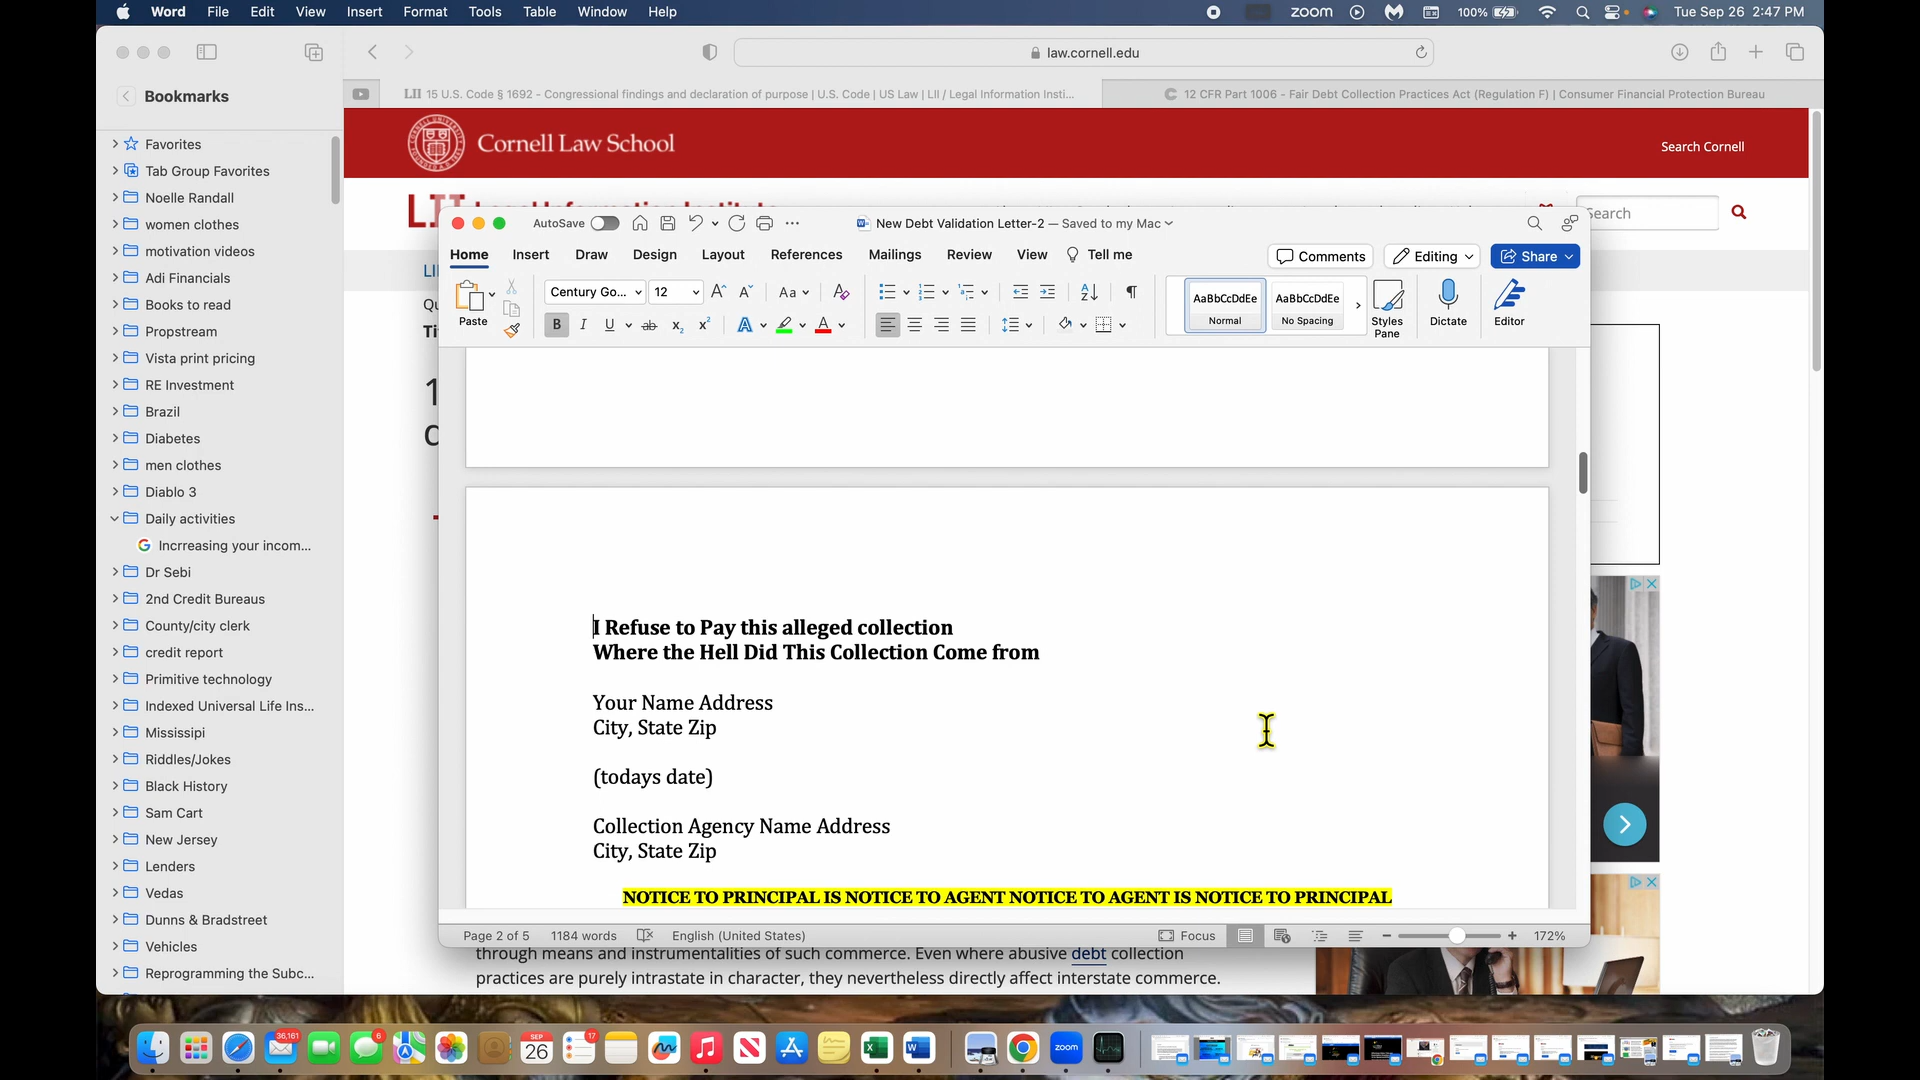 Word File Edit View Insert Format Tools Table Window Help
zoom 100% Tue Sep 26 2:47 PM
law.cornell.edu
Bookmarks
LII 15 U.S. Code § 1692 - Congressional findings and declaration of purpose | U.S. Code | US Law | LII / Legal Information Insti...
12 CFR Part 1006 - Fair Debt Collection Practices Act (Regulation F) | Consumer Financial Protection Bureau
Favorites
Tab Group Favorites
Noelle Randall
women clothes
motivation videos
Adi Financials
Books to read
Propstream
Vista print pricing
RE Investment
Brazil
Diabetes
men clothes
Diablo 3
Daily activities
Incrreasing your incom...
Dr Sebi
2nd Credit Bureaus
County/city clerk
credit report
Primitive technology
Indexed Universal Life Ins...
Mississipi
Riddles/Jokes
Black History
Sam Cart
New Jersey
Lenders
Vedas
Dunns & Bradstreet
Vehicles
Reprogramming the Subc...
Cornell Law School
Search Cornell
Search
AutoSave
New Debt Validation Letter-2 — Saved to my Mac
Home Insert Draw Design Layout References Mailings Review View Tell me
Comments Editing Share
Paste
Century Go... 12
AaBbCcDdEe AaBbCcDdEe
Normal No Spacing
Styles Pane
Dictate
Editor
I Refuse to Pay this alleged collection
Where the Hell Did This Collection Come from
Your Name Address
City, State Zip
(todays date)
Collection Agency Name Address
City, State Zip
NOTICE TO PRINCIPAL IS NOTICE TO AGENT NOTICE TO AGENT IS NOTICE TO PRINCIPAL
Page 2 of 5 1184 words English (United States) Focus 172%
through means and instrumentalities of such commerce. Even where abusive debt collection
practices are purely intrastate in character, they nevertheless directly affect interstate commerce.
36,161
6
SEP
26
17
zoom